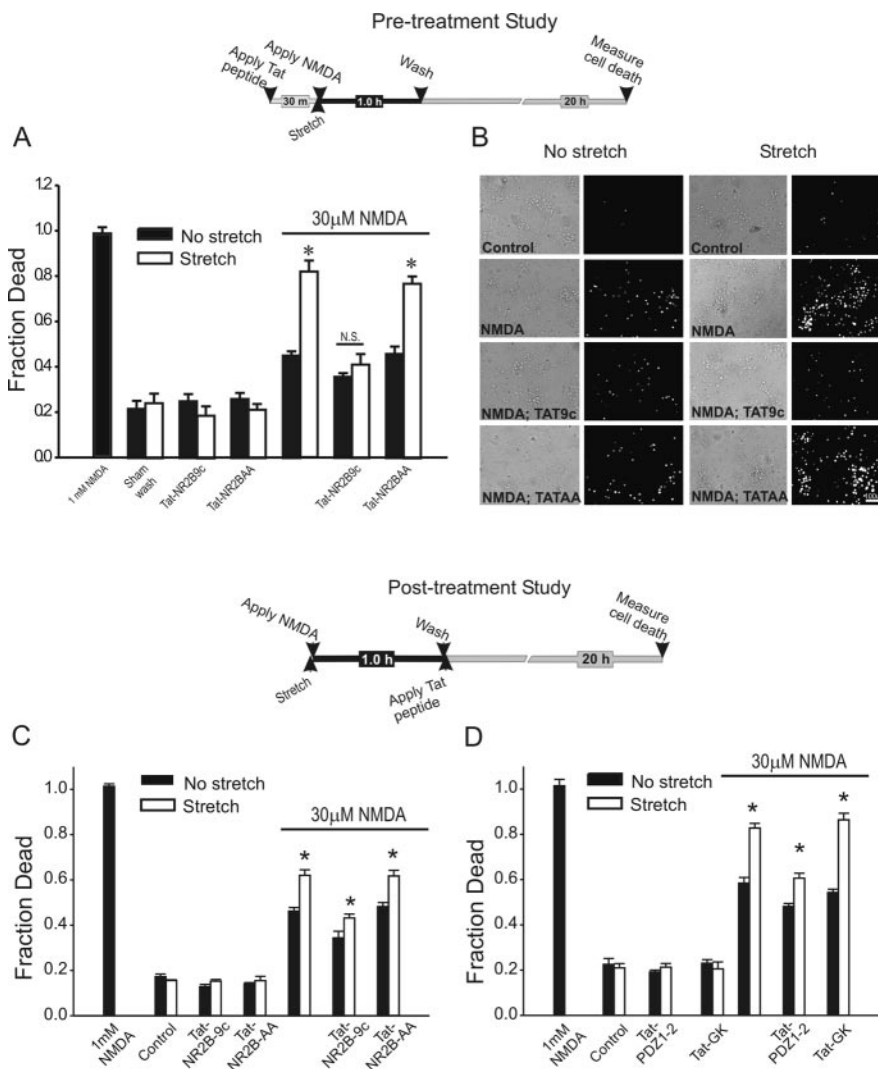 Pre-treatment Study
Apply Tat
peptide
Apply NMDA
Wash
Measure
cell death
30 m
1.0 h
20 h
Stretch
A
Fraction Dead
1.2
1.0
0.8
0.6
0.4
0.2
0.0
No stretch
Stretch
30μM NMDA
*
N.S.
*
1 mM NMDA
Sham
wash
Tat-NR2B9c
Tat-NR2BAA
Tat-NR2B9c
Tat-NR2BAA
B
No stretch
Stretch
Control
Control
NMDA
NMDA
NMDA; TAT9c
NMDA; TAT9c
NMDA; TATAA
NMDA; TATAA
Post-treatment Study
Apply NMDA
Wash
Measure
cell death
1.0 h
20 h
Stretch
Apply Tat
peptide
C
Fraction Dead
1.0
0.8
0.6
0.4
0.2
0.0
No stretch
Stretch
30μM NMDA
*
*
*
1mM
NMDA
Control
Tat-
NR2B-9c
Tat-
NR2B-AA
Tat-
NR2B-9c
Tat-
NR2B-AA
D
Fraction Dead
1.0
0.8
0.6
0.4
0.2
0.0
30μM NMDA
No stretch
Stretch
*
*
*
1mM
NMDA
Control
Tat-
PDZ1-2
Tat-GK
Tat-
PDZ1-2
Tat-GK